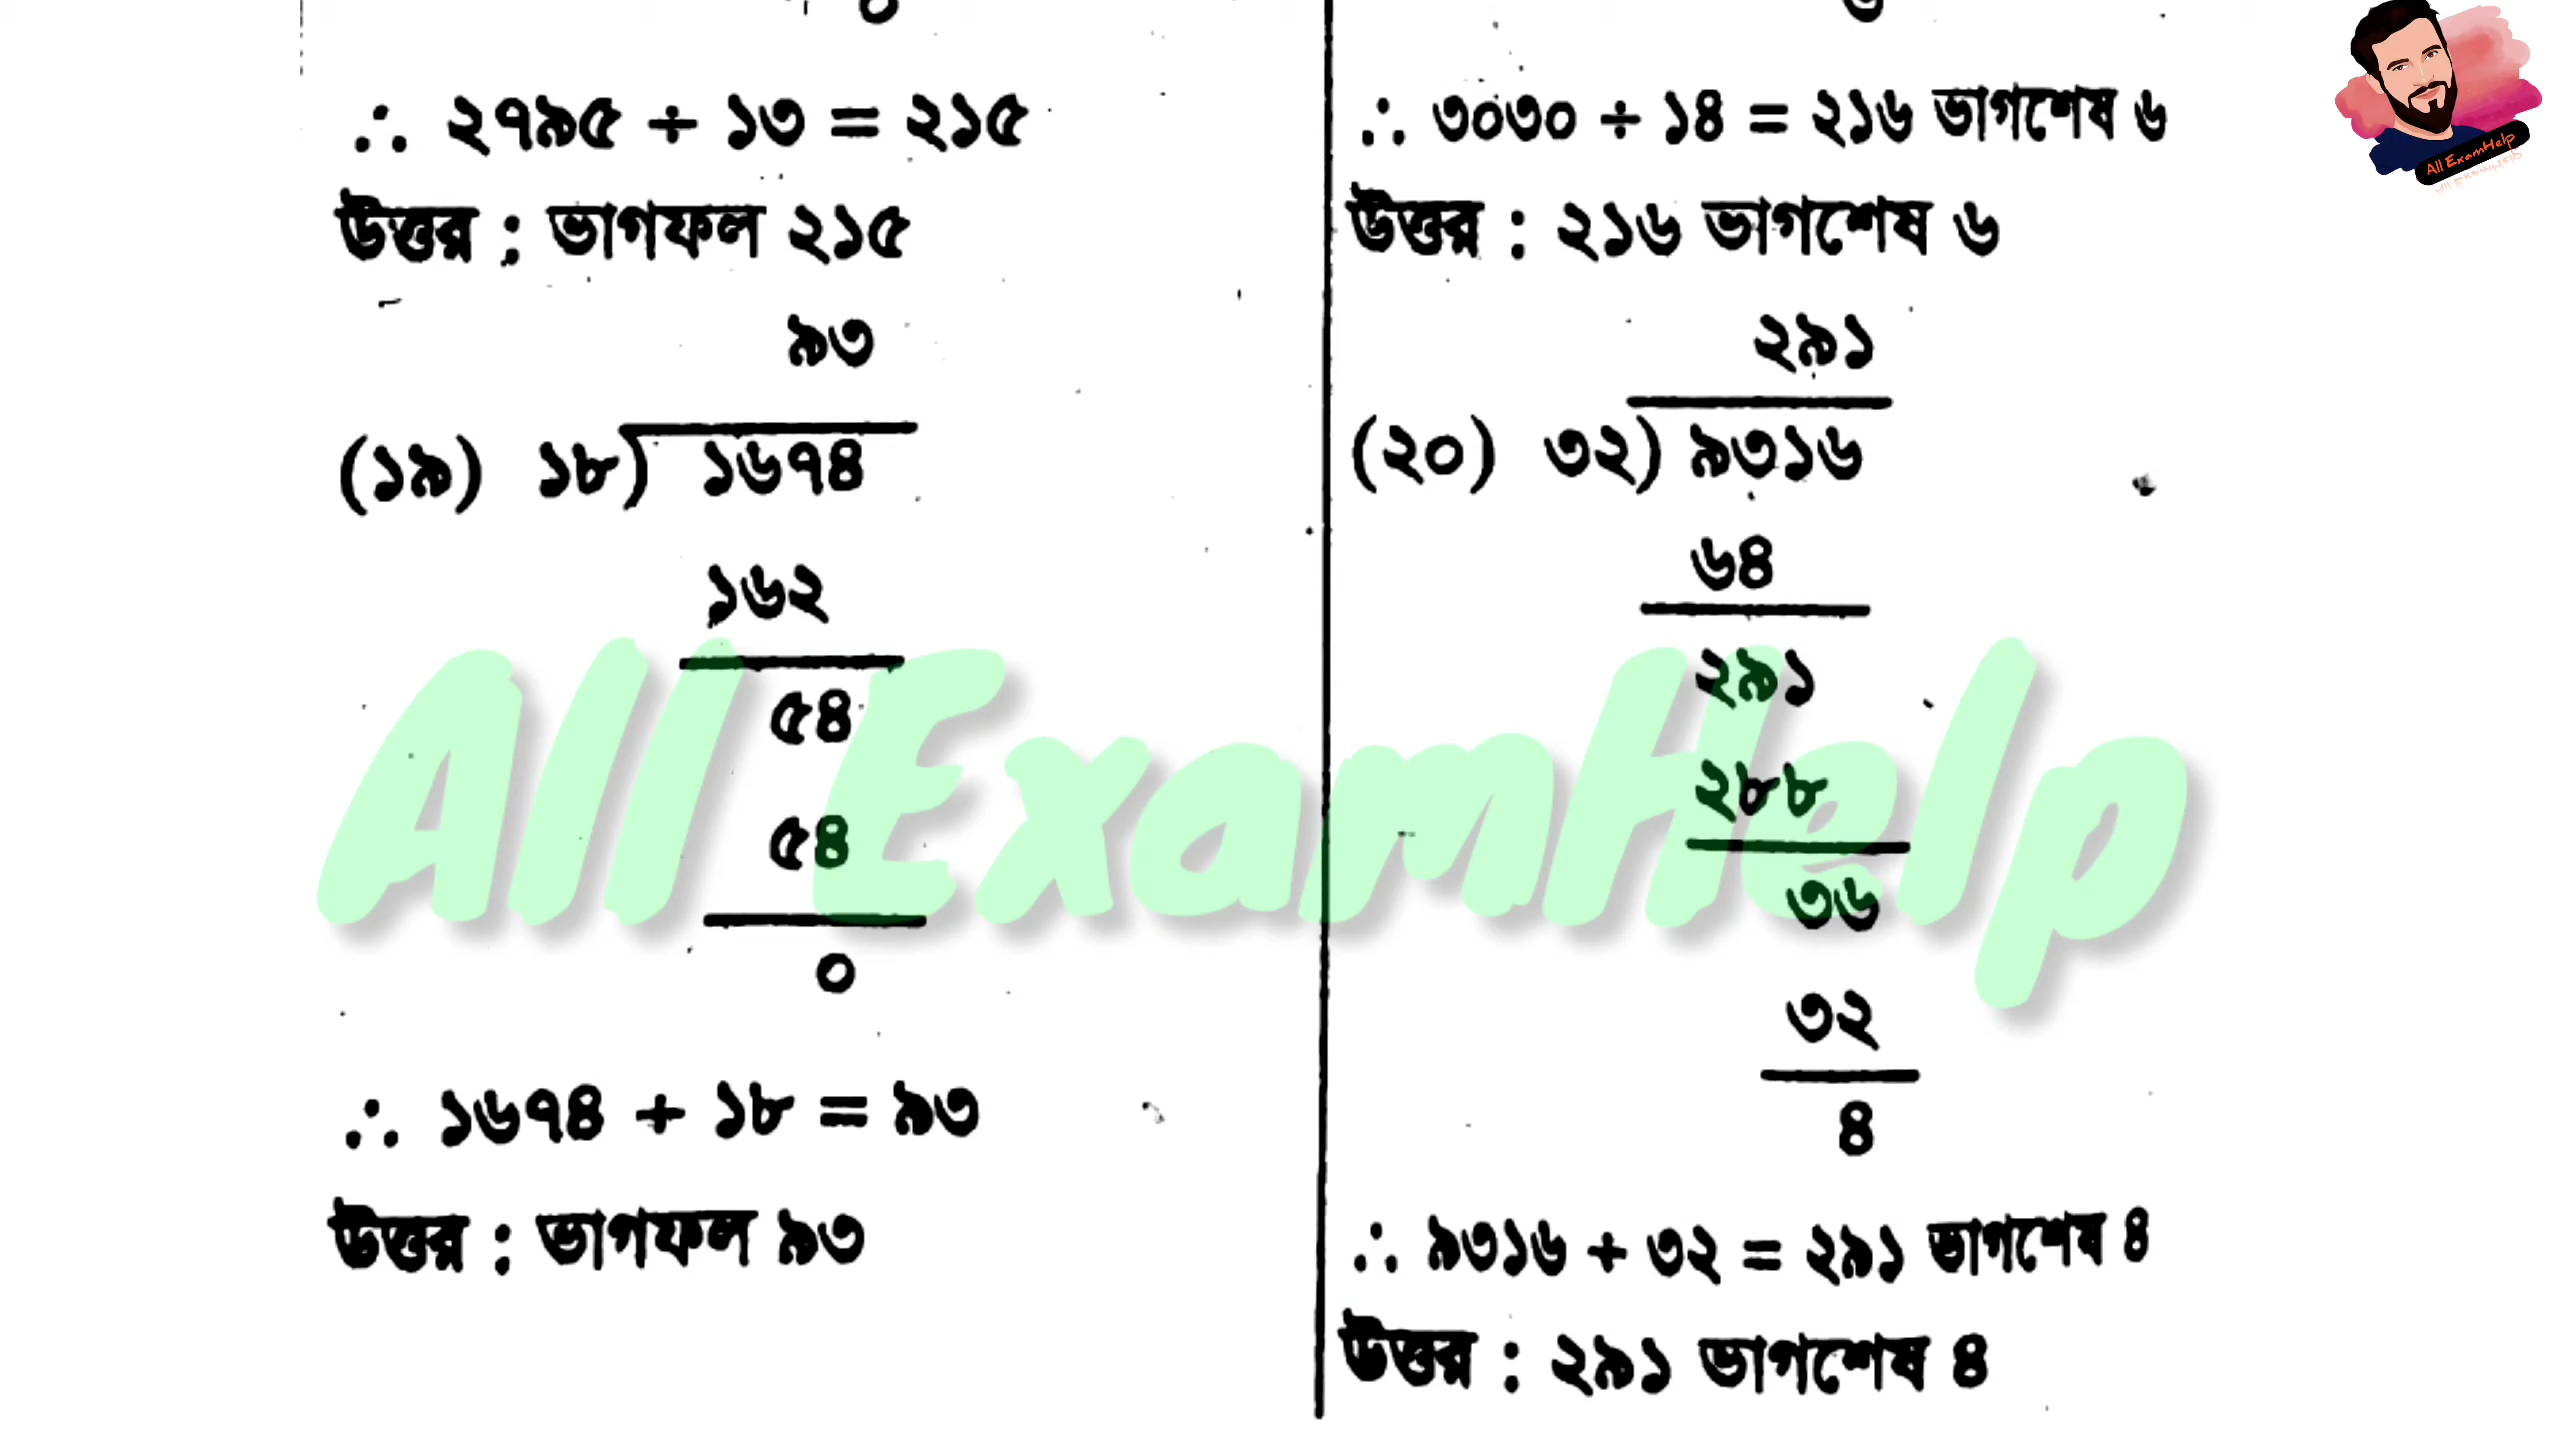 ∴ ২৭৯৫ ÷ ১৩ = ২১৫
উত্তর : ভাগফল ২১৫
৯৩
(১৯) ১৮) ১৬৭৪
১৬২
৫৪
৫৪
০
∴ ১৬৭৪ ÷ ১৮ = ৯৩
উত্তর : ভাগফল ৯৩
∴ ৩০৩০ ÷ ১৪ = ২১৬ ভাগশেষ ৬
উত্তর : ২১৬ ভাগশেষ ৬
২৯১
(২০) ৩২) ৯৩১৬
৬৪
২৯১
২৮৮
৩৬
৩২
৪
∴ ৯৩১৬ ÷ ৩২ = ২৯১ ভাগশেষ ৪
উত্তর : ২৯১ ভাগশেষ ৪
All ExamHelp
All ExamHelp